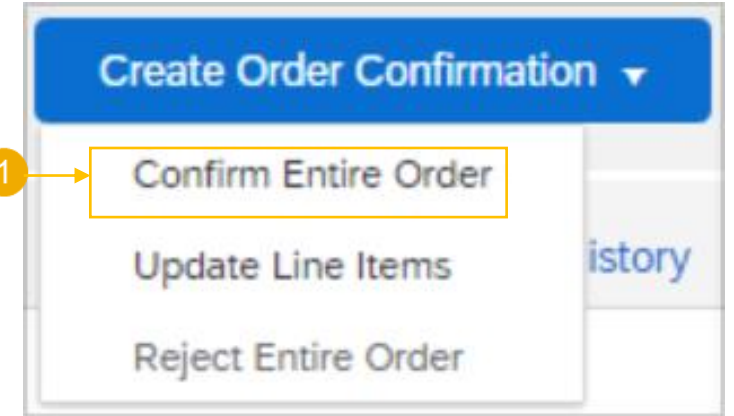 Create Order Confirmation
1
Confirm Entire Order
Update Line Items
istory
Reject Entire Order